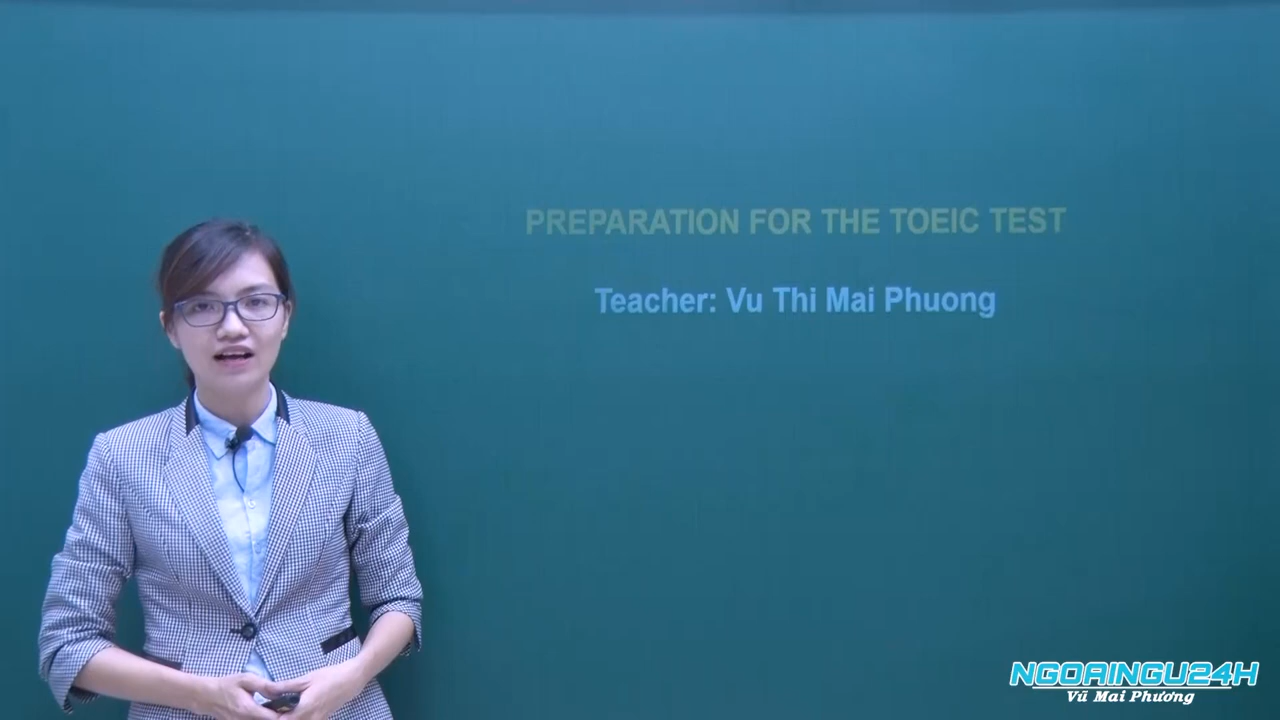 PREPARATION FOR THE TOEIC TEST
Teacher: Vu Thi Mai Phuong
NGOAINGU24H
Vũ Mai Phương